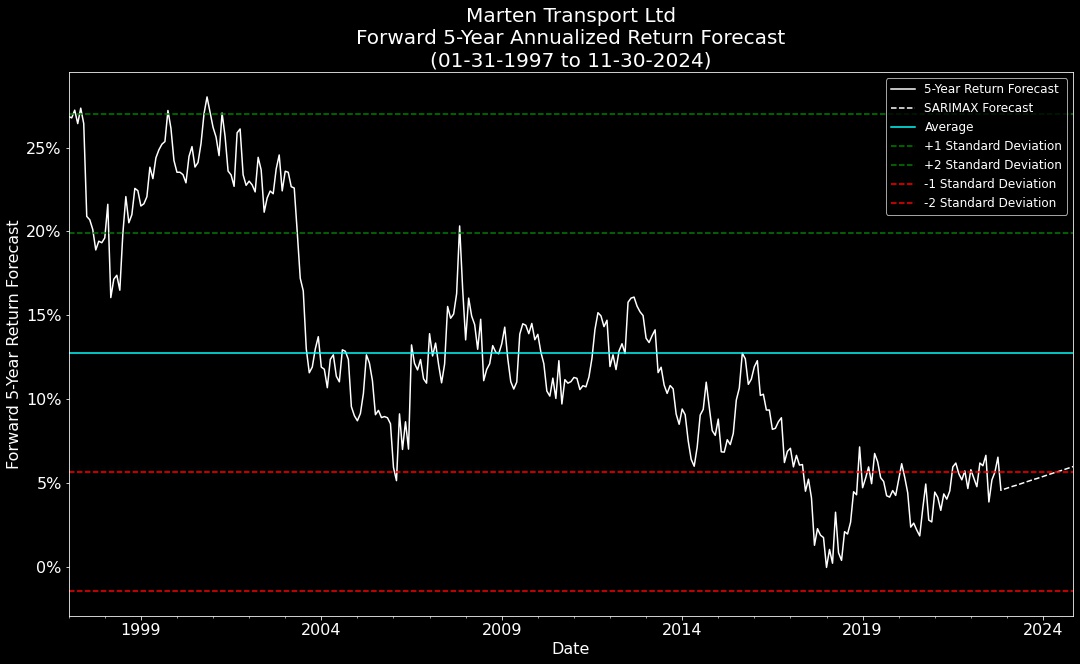 Marten Transport Ltd
Forward 5-Year Annualized Return Forecast
(01-31-1997 to 11-30-2024)
5-Year Return Forecast
SARIMAX Forecast
Average
+1 Standard Deviation
+2 Standard Deviation
-1 Standard Deviation
-2 Standard Deviation
Forward 5-Year Return Forecast
25%
20%
15%
10%
5%
0%
1999
2004
2009
2014
2019
2024
Date